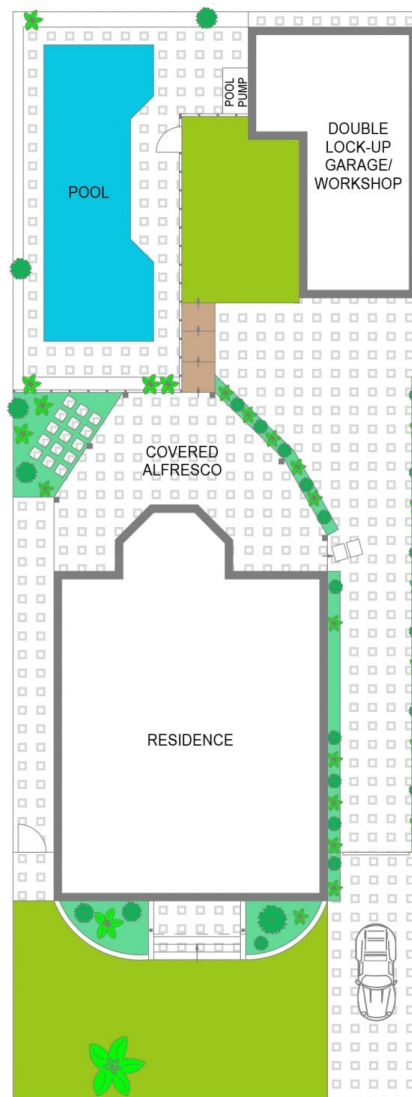 POOL
PUMP
DOUBLE
LOCK-UP
GARAGE/
WORKSHOP
POOL
COVERED
ALFRESCO
RESIDENCE